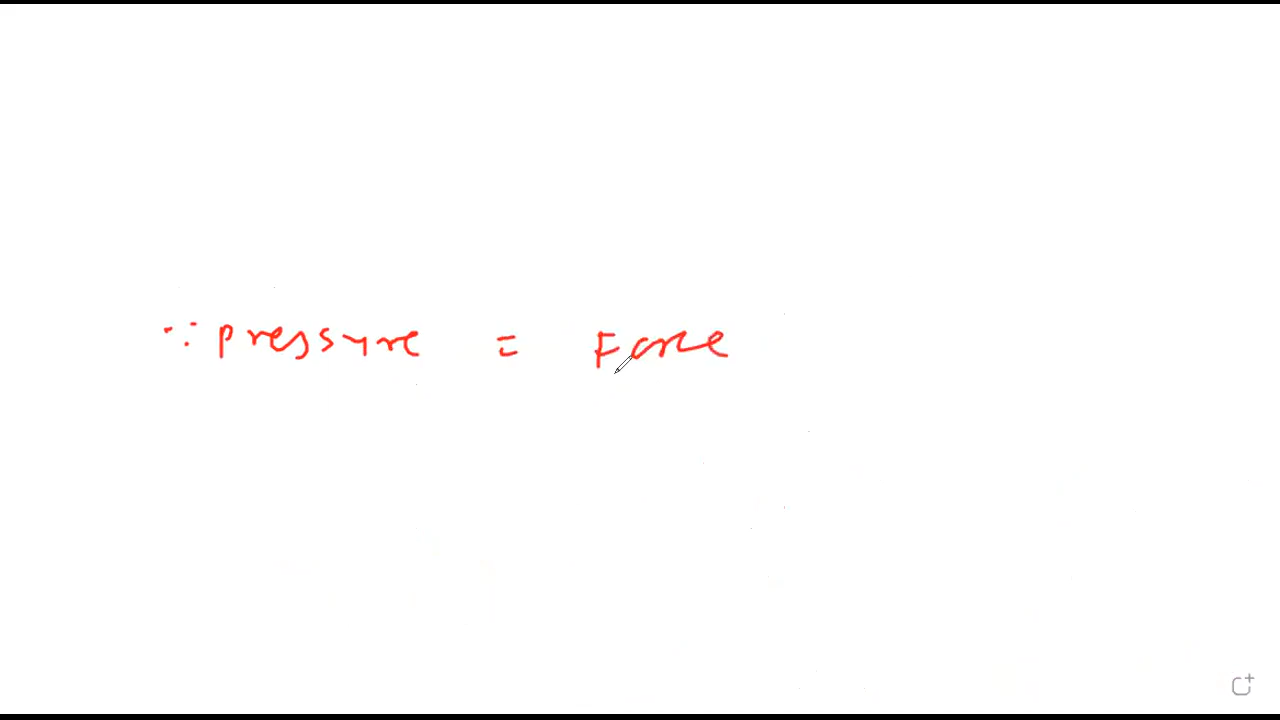 ∵ pressure = Force